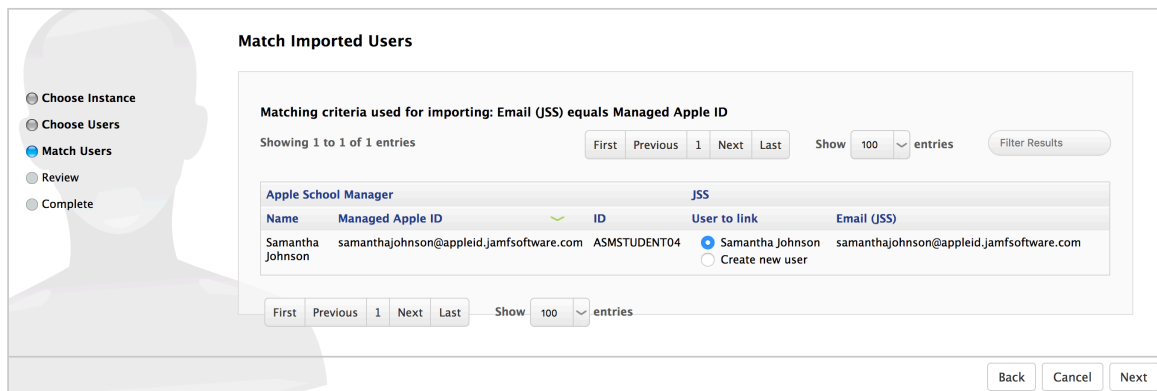 Match Imported Users
Choose Instance
Choose Users
Match Users
Review
Complete
Matching criteria used for importing: Email (JSS) equals Managed Apple ID
Showing 1 to 1 of 1 entries
First Previous 1 Next Last
Show 100 entries
Filter Results
Apple School Manager JSS
Name Managed Apple ID ID User to link Email (JSS)
Samantha Johnson samanthajohnson@appleid.jamfsoftware.com ASMSTUDENT04 Samantha Johnson samanthajohnson@appleid.jamfsoftware.com
Create new user
First Previous 1 Next Last Show 100 entries
Back Cancel Next